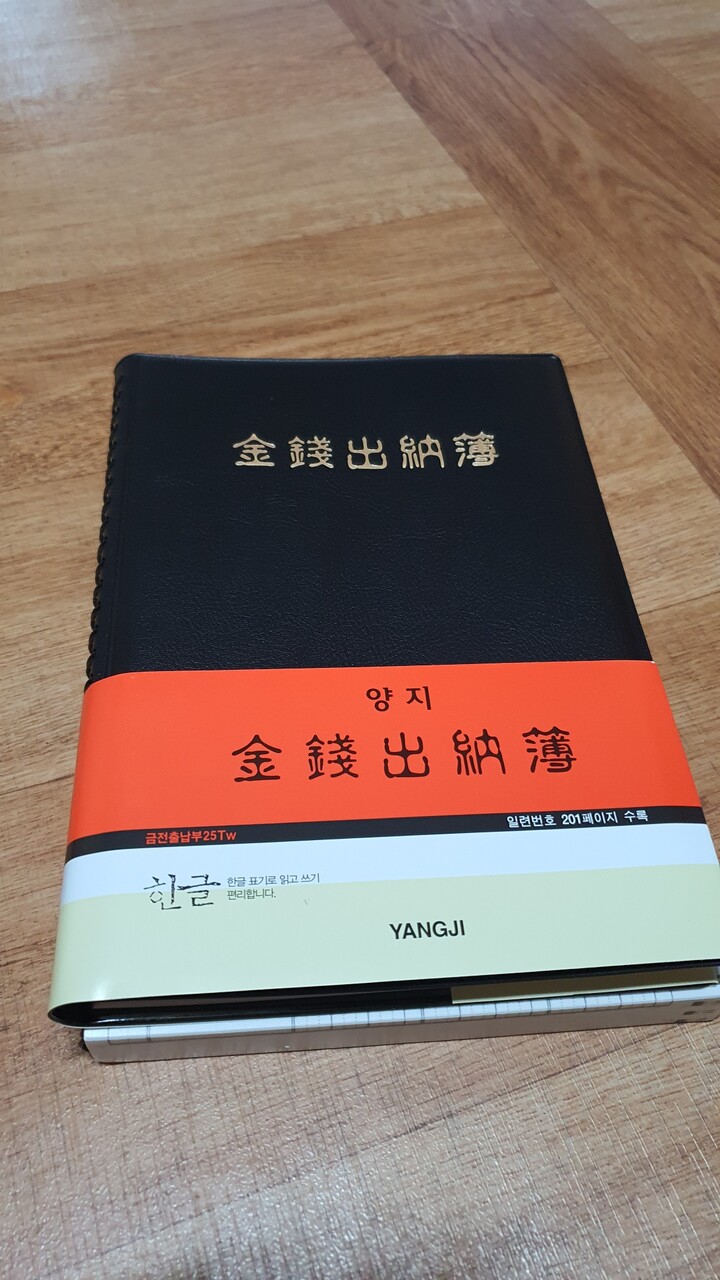 金錢出納簿
양지
金錢出納簿
금전출납부25Tw
일련번호 201페이지 수록
한글
한글 표기로 읽고 쓰기
편리합니다.
YANGJI